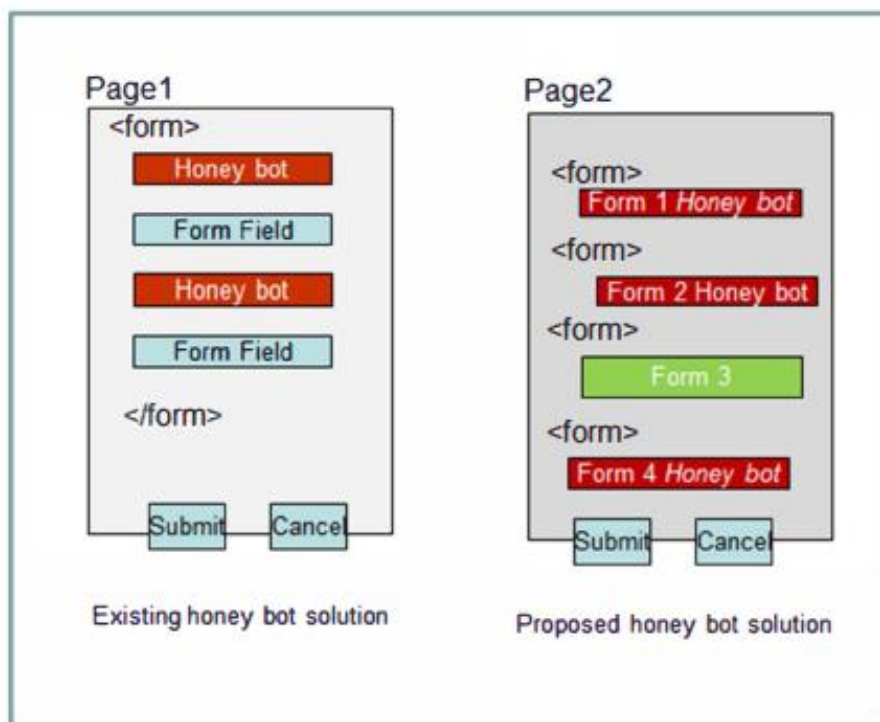 Page1
<form>
Honey bot
Form Field
Honey bot
Form Field
</form>
Submit Cancel
Existing honey bot solution
Page2
<form>
Form 1 Honey bot
<form>
Form 2 Honey bot
<form>
Form 3
<form>
Form 4 Honey bot
Submit Cancel
Proposed honey bot solution